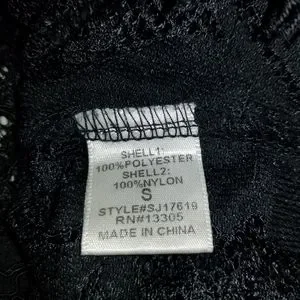 SHELL1:
100%POLYESTER
SHELL2:
100%NYLON
S
STYLE#SJ17619
RN#13305
MADE IN CHINA